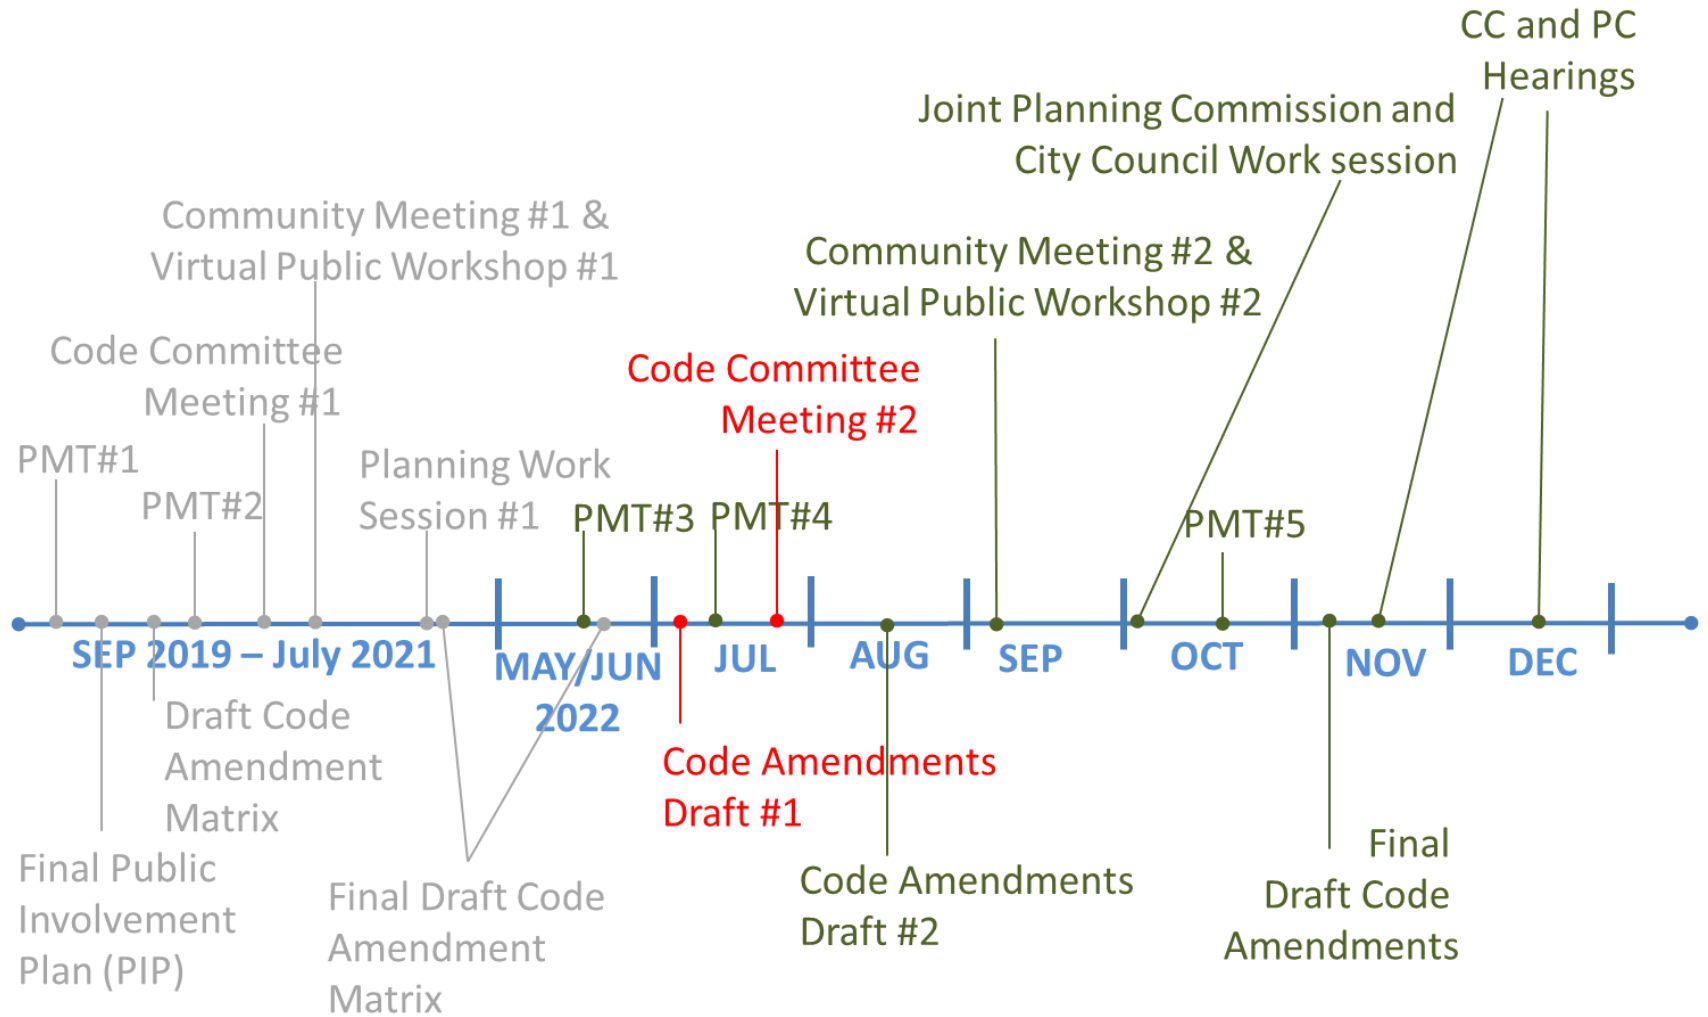 CC and PC
Hearings
Joint Planning Commission and
City Council Work session
Community Meeting #1 &
Virtual Public Workshop #1
Community Meeting #2 &
Virtual Public Workshop #2
Code Committee
Meeting #1
Code Committee
Meeting #2
PMT#1
PMT#2
Planning Work
Session #1
PMT#3
PMT#4
PMT#5
SEP 2019 – July 2021
MAY/JUN
2022
JUL
AUG
SEP
OCT
NOV
DEC
Draft Code
Amendment
Matrix
Code Amendments
Draft #1
Final Public
Involvement
Plan (PIP)
Final Draft Code
Amendment
Matrix
Code Amendments
Draft #2
Final
Draft Code
Amendments